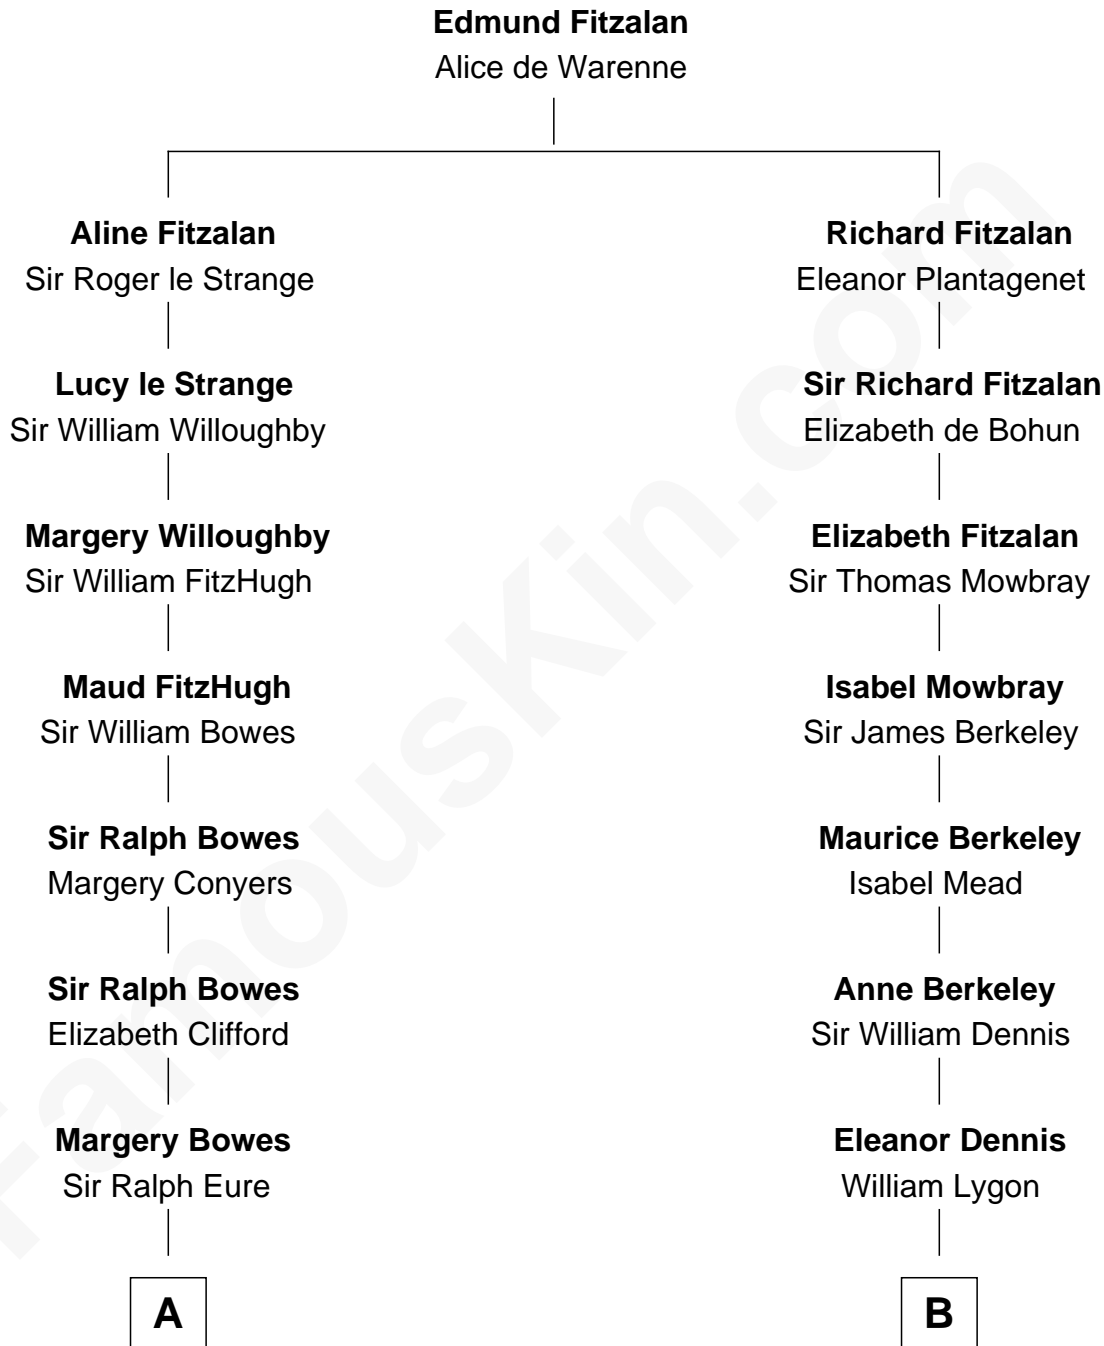 Edmund Fitzalan
Alice de Warenne
Aline Fitzalan
Sir Roger le Strange
Richard Fitzalan
Eleanor Plantagenet
Lucy le Strange
Sir William Willoughby
Sir Richard Fitzalan
Elizabeth de Bohun
Margery Willoughby
Sir William FitzHugh
Elizabeth Fitzalan
Sir Thomas Mowbray
Maud FitzHugh
Sir William Bowes
Isabel Mowbray
Sir James Berkeley
Sir Ralph Bowes
Margery Conyers
Maurice Berkeley
Isabel Mead
Sir Ralph Bowes
Elizabeth Clifford
Anne Berkeley
Sir William Dennis
Margery Bowes
Sir Ralph Eure
Eleanor Dennis
William Lygon
A
B
FamousKin.com